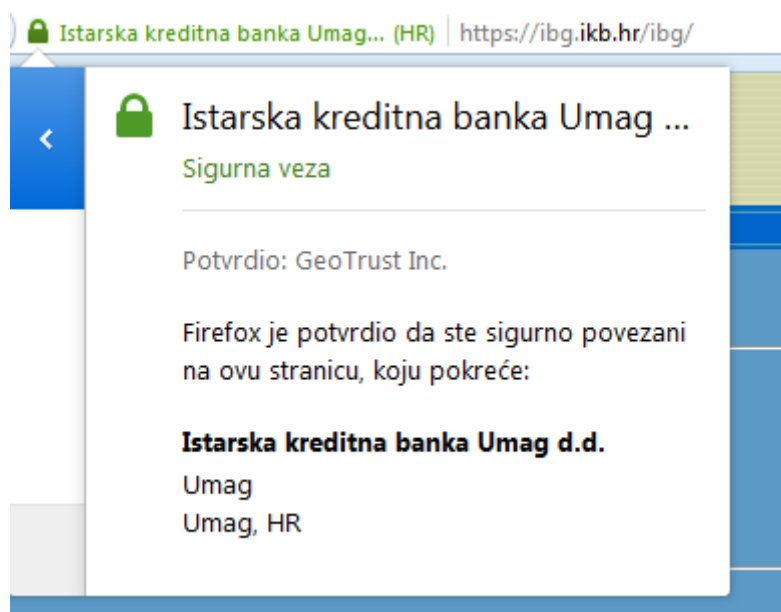 Istarska kreditna banka Umag... (HR) https://ibg.ikb.hr/ibg/
Istarska kreditna banka Umag ...
Sigurna veza
Potvrdio: GeoTrust Inc.
Firefox je potvrdio da ste sigurno povezani
na ovu stranicu, koju pokreće:
Istarska kreditna banka Umag d.d.
Umag
Umag, HR